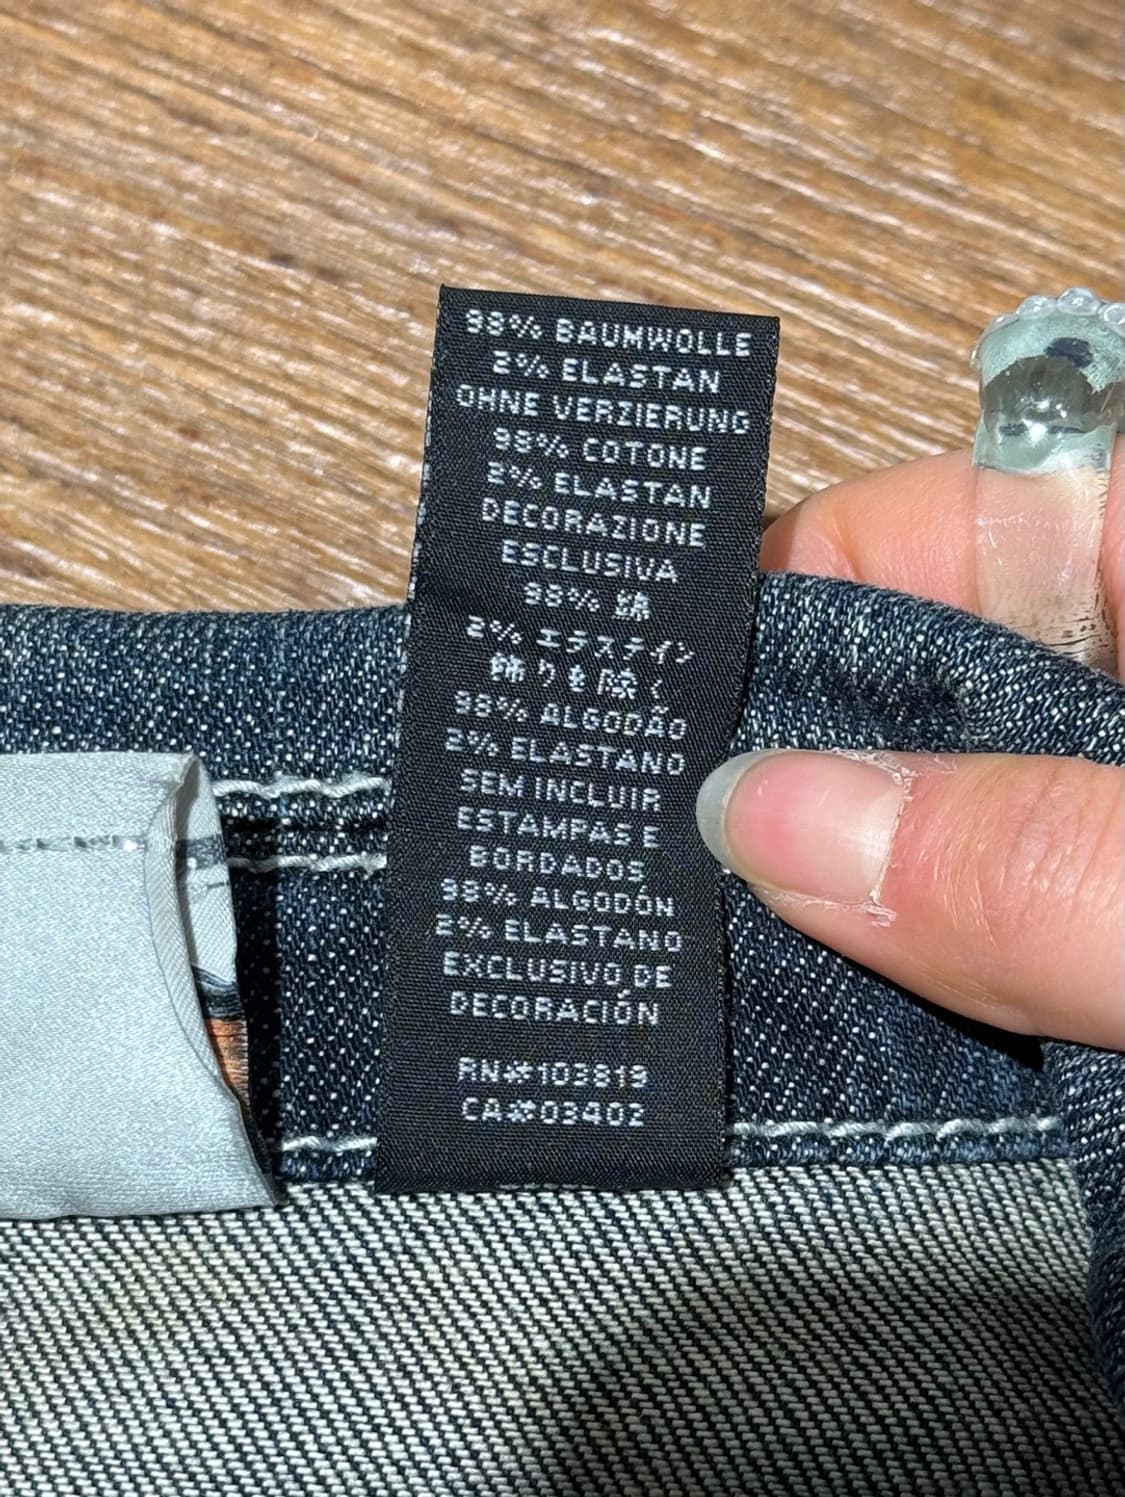 98% BAUMWOLLE
2% ELASTAN
OHNE VERZIERUNG
98% COTONE
2% ELASTAN
DECORAZIONE
ESCLUSIVA
98% 綿
2% エラステイン
飾りを除く
98% ALGODÃO
2% ELASTANO
SEM INCLUIR
ESTAMPAS E
BORDADOS
98% ALGODÓN
2% ELASTANO
EXCLUSIVO DE
DECORACIÓN
RN#103819
CA#03402